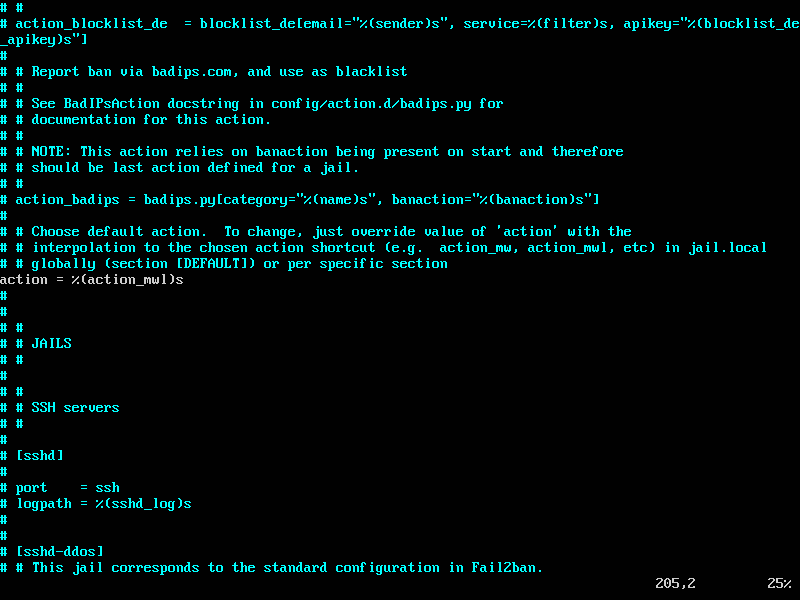 # #
# action_blocklist_de  = blocklist_de[email="%(sender)s", service=%(filter)s, apikey="%(blocklist_de
_apikey)s"]
#
# # Report ban via badips.com, and use as blacklist
# #
# # See BadIPsAction docstring in config/action.d/badips.py for
# # documentation for this action.
# #
# # NOTE: This action relies on banaction being present on start and therefore
# # should be last action defined for a jail.
# #
# action_badips = badips.py[category="%(name)s", banaction="%(banaction)s"]
#
# # Choose default action.  To change, just override value of 'action' with the
# # interpolation to the chosen action shortcut (e.g.  action_mw, action_mwl, etc) in jail.local
# # globally (section [DEFAULT]) or per specific section
action = %(action_mwl)s
#
#
# #
# # JAILS
# #
#
# #
# # SSH servers
# #
#
# [sshd]
#
# port    = ssh
# logpath = %(sshd_log)s
#
#
# [sshd-ddos]
# # This jail corresponds to the standard configuration in Fail2ban.
205,2 25%